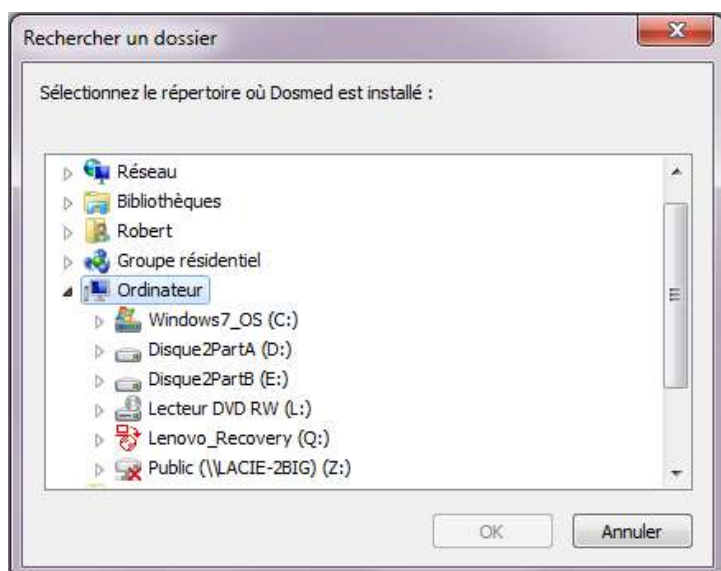 Rechercher un dossier
Sélectionnez le répertoire où Dosmed est installé :
Réseau
Bibliothèques
Robert
Groupe résidentiel
Ordinateur
Windows7_OS (C:)
Disque2PartA (D:)
Disque2PartB (E:)
Lecteur DVD RW (L:)
Lenovo_Recovery (Q:)
Public (\\LACIE-2BIG) (Z:)
OK Annuler